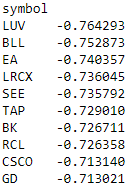 symbol
LUV -0.764293
BLL -0.752873
EA -0.740357
LRCX -0.736045
SEE -0.735792
TAP -0.729010
BK -0.726711
RCL -0.726358
CSCO -0.713140
GD -0.713021